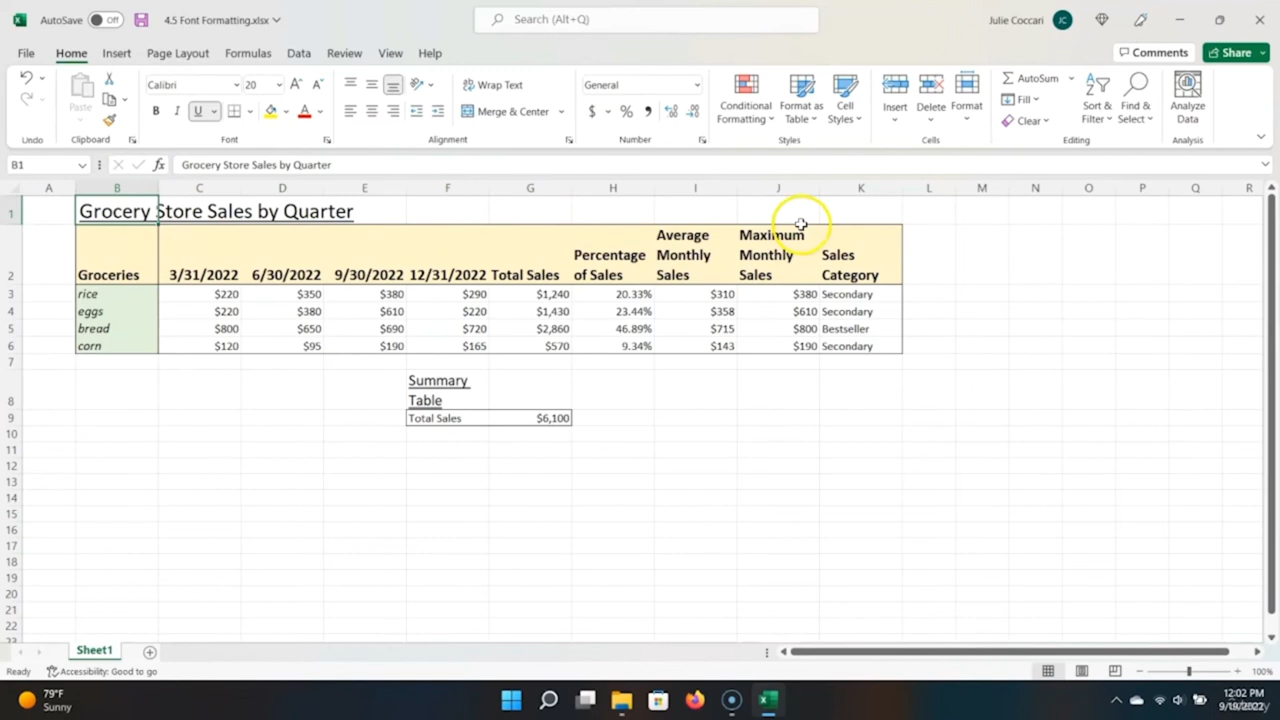 AutoSave Off 4.5 Font Formatting.xlsx Search (Alt+Q) Julie Coccari JC
File Home Insert Page Layout Formulas Data Review View Help Comments Share
Calibri 20 Wrap Text General AutoSum
Paste B I U A Merge & Center $ % Conditional Formatting Format as Table Cell Styles Insert Delete Format Fill Clear Sort & Filter Find & Select Analyze Data
Undo Clipboard Font Alignment Number Styles Cells Editing Analysis
B1 fx Grocery Store Sales by Quarter
A B C D E F G H I J K L M N O P Q R
1 Grocery Store Sales by Quarter
2 Groceries 3/31/2022 6/30/2022 9/30/2022 12/31/2022 Total Sales Percentage of Sales Average Monthly Sales Maximum Monthly Sales Sales Category
3 rice $220 $350 $380 $290 $1,240 20.33% $310 $380 Secondary
4 eggs $220 $380 $610 $220 $1,430 23.44% $358 $610 Secondary
5 bread $800 $650 $690 $720 $2,860 46.89% $715 $800 Bestseller
6 corn $120 $95 $190 $165 $570 9.34% $143 $190 Secondary
7
8 Summary Table
9 Total Sales $6,100
10
11
12
13
14
15
16
17
18
19
20
21
22
23
Sheet1
Ready Accessibility: Good to go 100%
79°F
Sunny
12:02 PM
9/19/2022